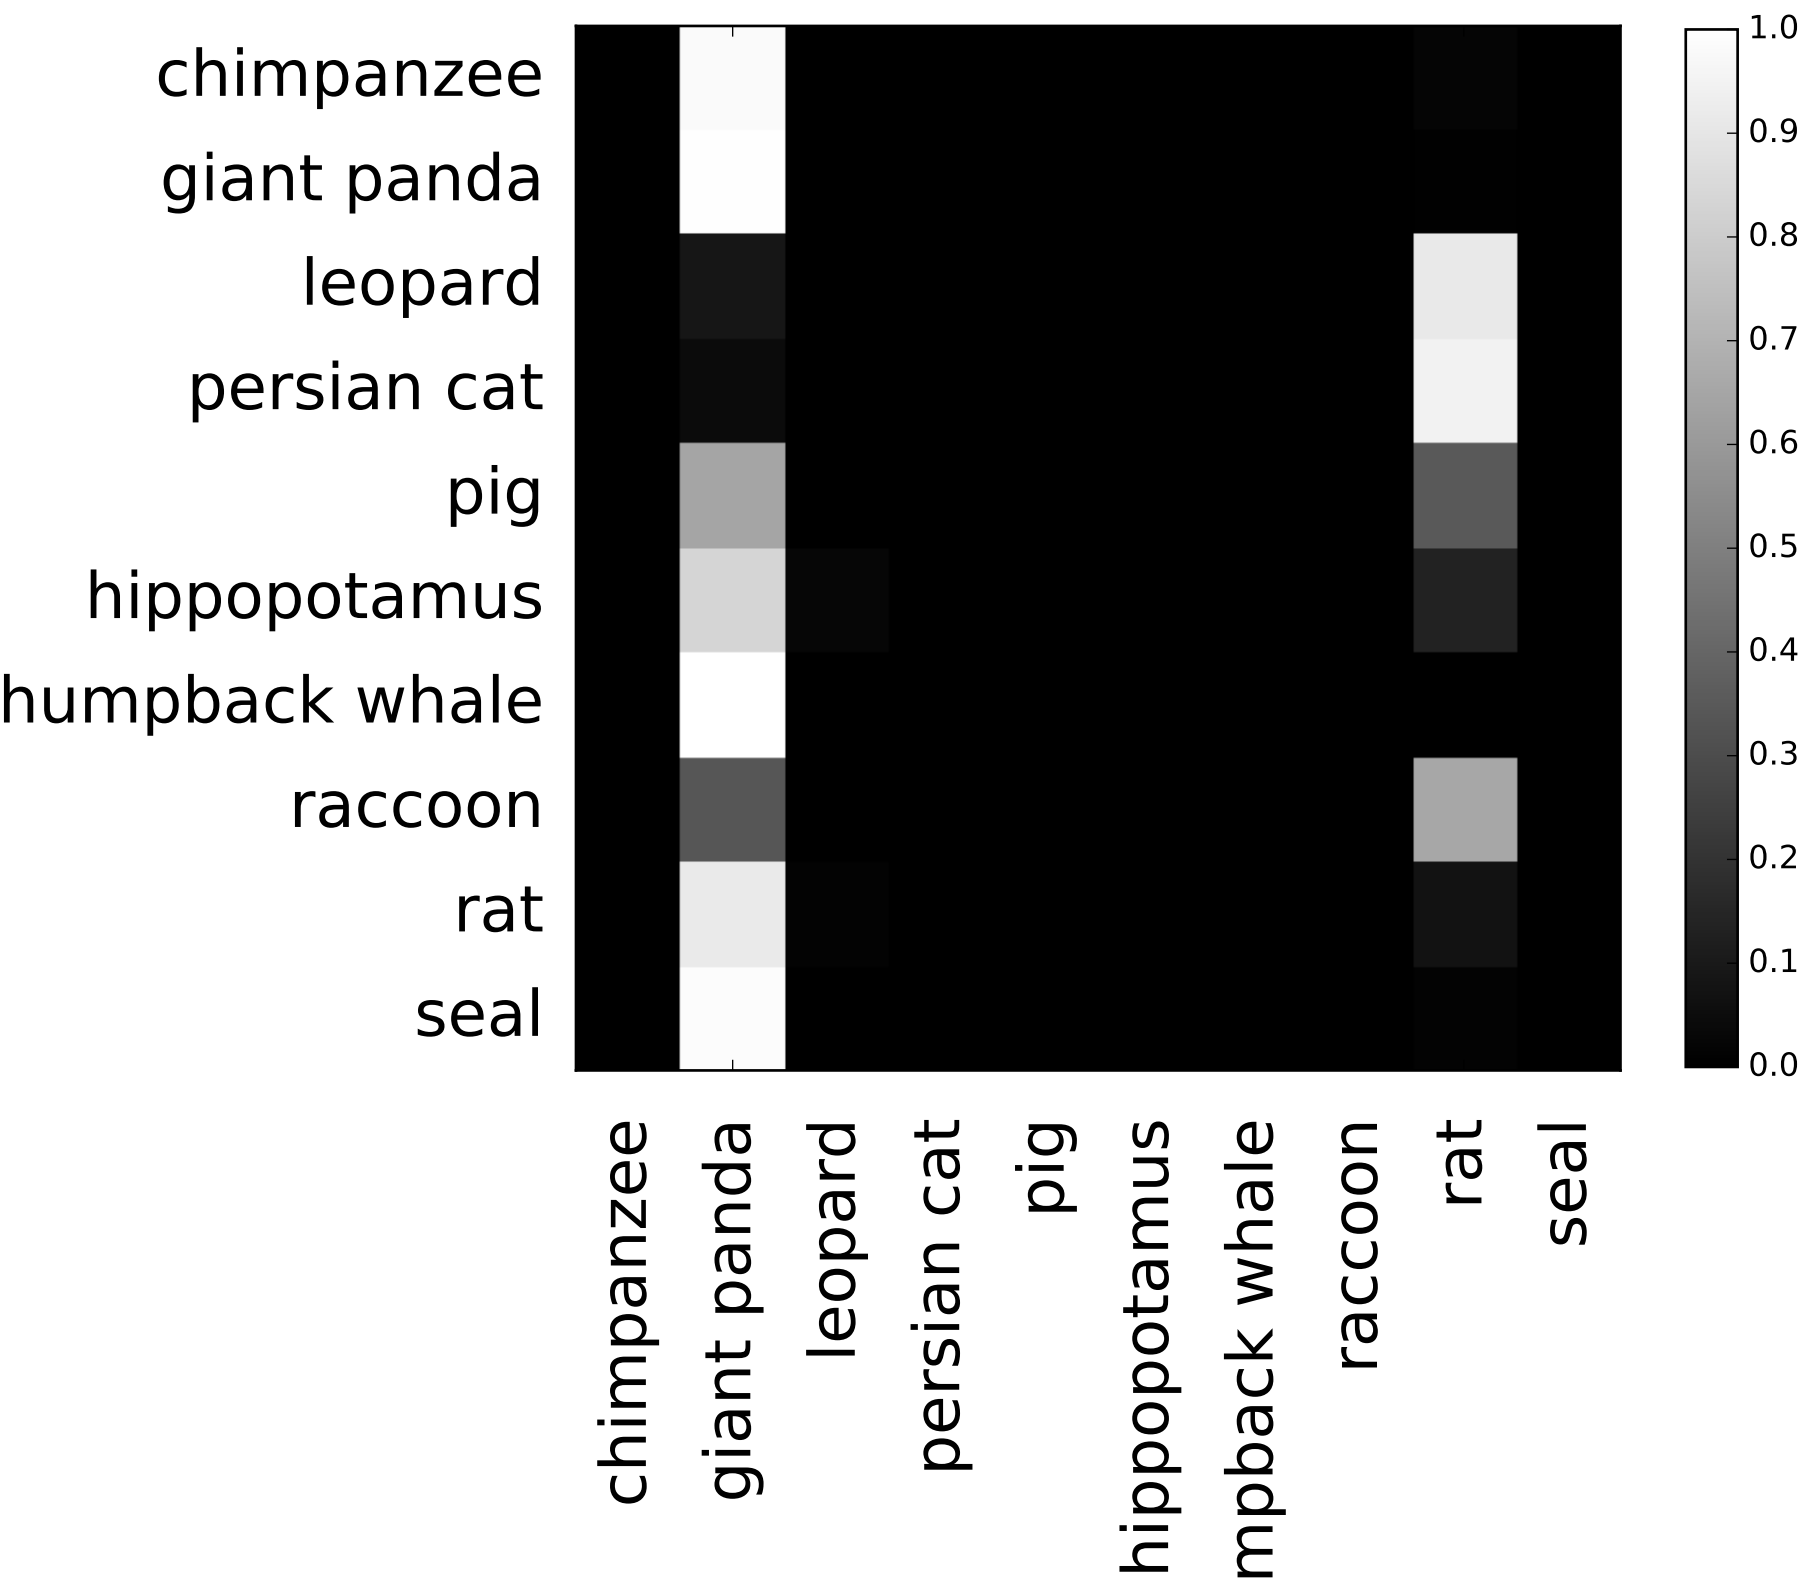 chimpanzee
giant panda
leopard
persian cat
pig
hippopotamus
humpback whale
raccoon
rat
seal
chimpanzee
giant panda
leopard
persian cat
pig
hippopotamus
mpback whale
raccoon
rat
seal
1.0
0.9
0.8
0.7
0.6
0.5
0.4
0.3
0.2
0.1
0.0